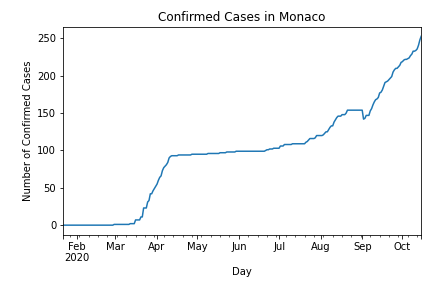 Confirmed Cases in Monaco
Number of Confirmed Cases
250
200
150
100
50
0
Feb Mar Apr May Jun Jul Aug Sep Oct
2020
Day